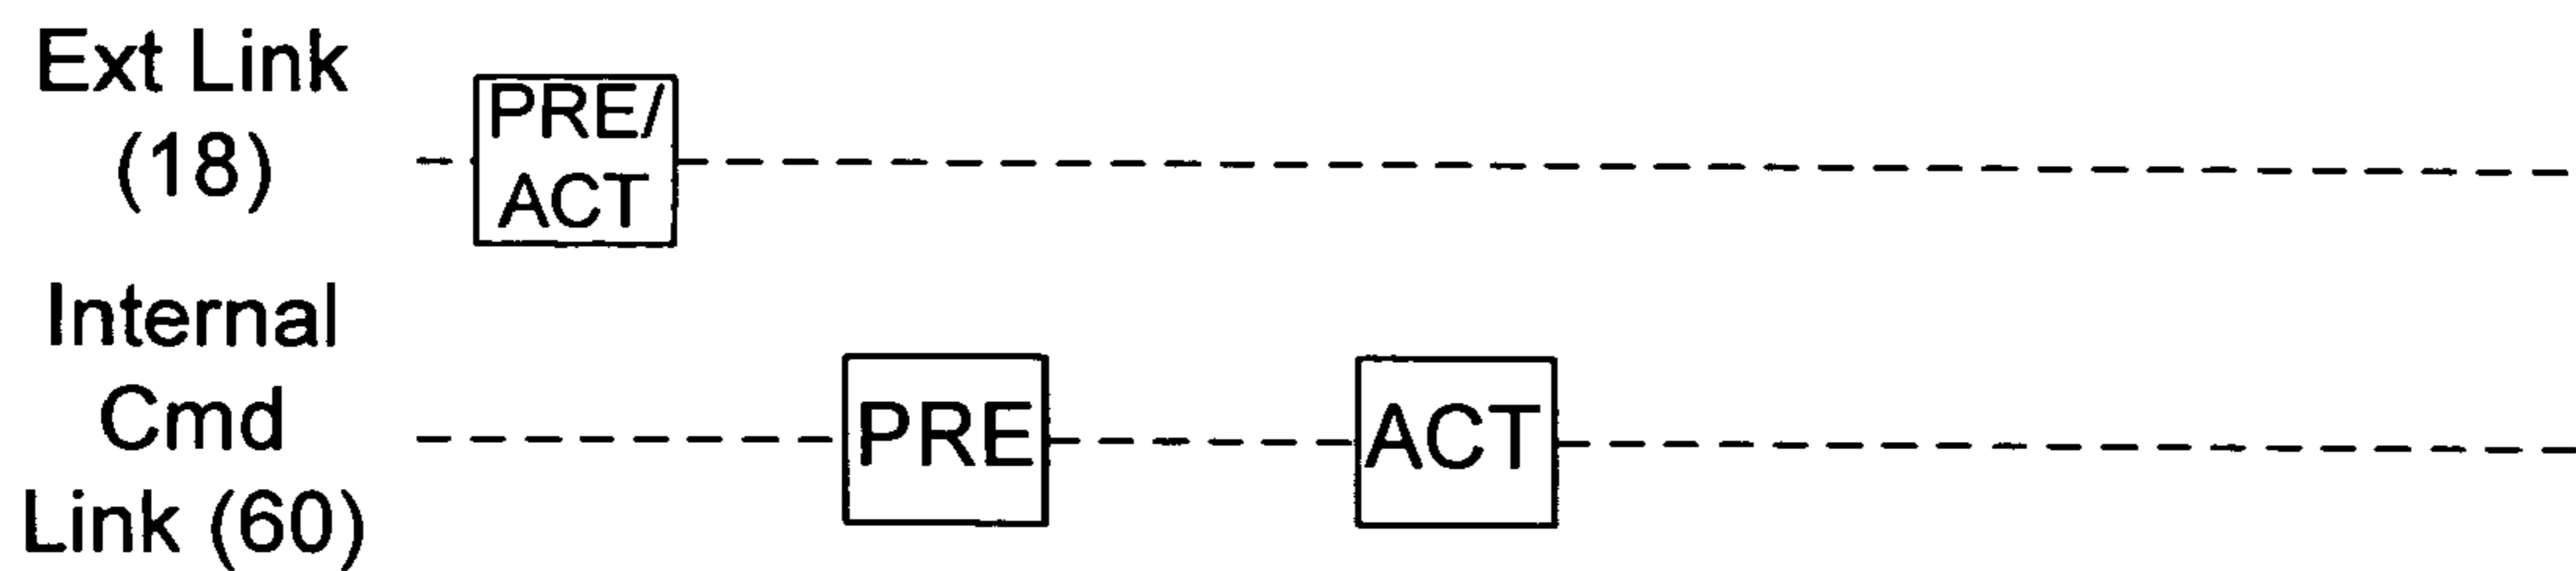 Ext Link
(18)
PRE/
ACT
Internal
Cmd
Link (60)
PRE
ACT